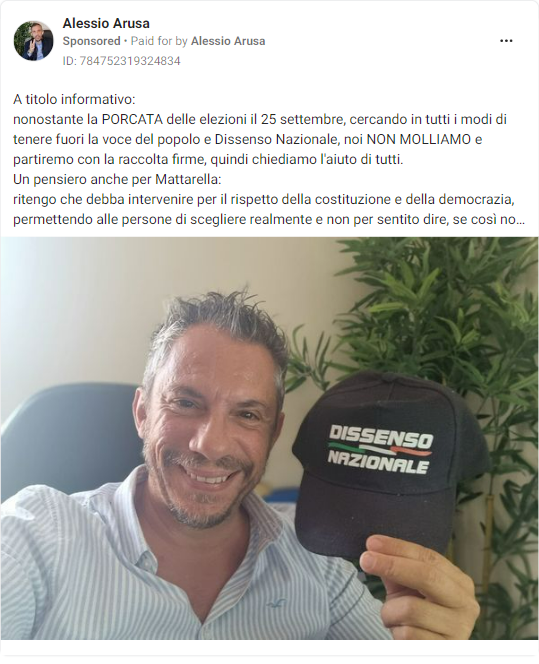 Alessio Arusa
Sponsored • Paid for by Alessio Arusa
ID: 784752319324834
A titolo informativo:
nonostante la PORCATA delle elezioni il 25 settembre, cercando in tutti i modi di
tenere fuori la voce del popolo e Dissenso Nazionale, noi NON MOLLIAMO e
partiremo con la raccolta firme, quindi chiediamo l'aiuto di tutti.
Un pensiero anche per Mattarella:
ritengo che debba intervenire per il rispetto della costituzione e della democrazia,
permettendo alle persone di scegliere realmente e non per sentito dire, se così no...
DISSENSO
NAZIONALE